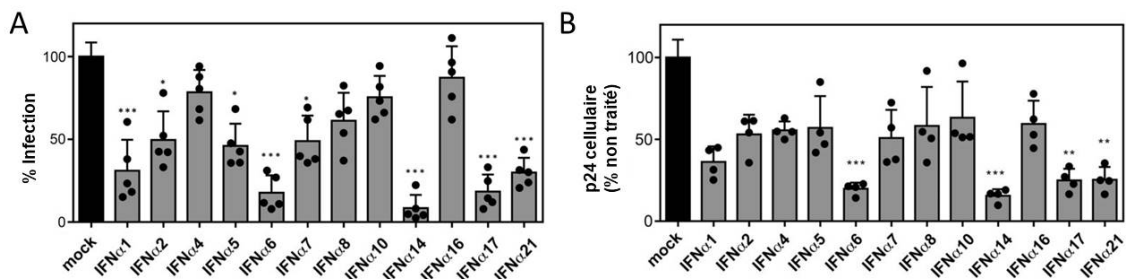 A
% Infection
100
50
0
***
*
*
***
*
***
***
***
mock
IFNα1
IFNα2
IFNα4
IFNα5
IFNα6
IFNα7
IFNα8
IFNα10
IFNα14
IFNα16
IFNα17
IFNα21
B
p24 cellulaire
(% non traité)
100
50
0
***
***
**
**
mock
IFNα1
IFNα2
IFNα4
IFNα5
IFNα6
IFNα7
IFNα8
IFNα10
IFNα14
IFNα16
IFNα17
IFNα21